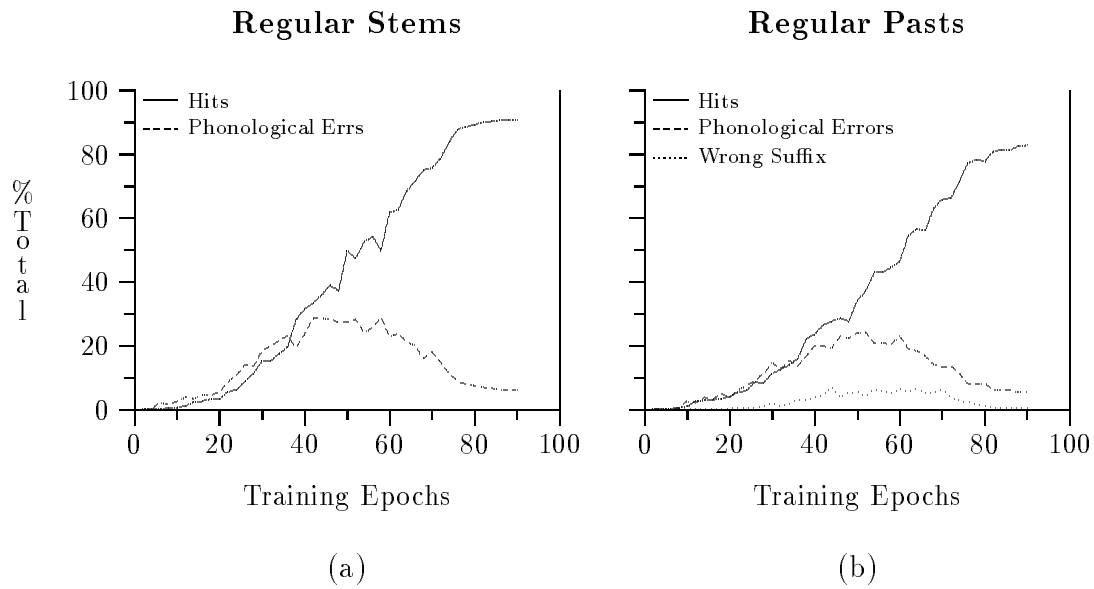 Regular Stems
Regular Pasts
%
T
o
t
a
l
100
80
60
40
20
0
Hits
Phonological Errs
0 20 40 60 80 100
Training Epochs
(a)
Hits
Phonological Errors
Wrong Suffix
0 20 40 60 80 100
Training Epochs
(b)